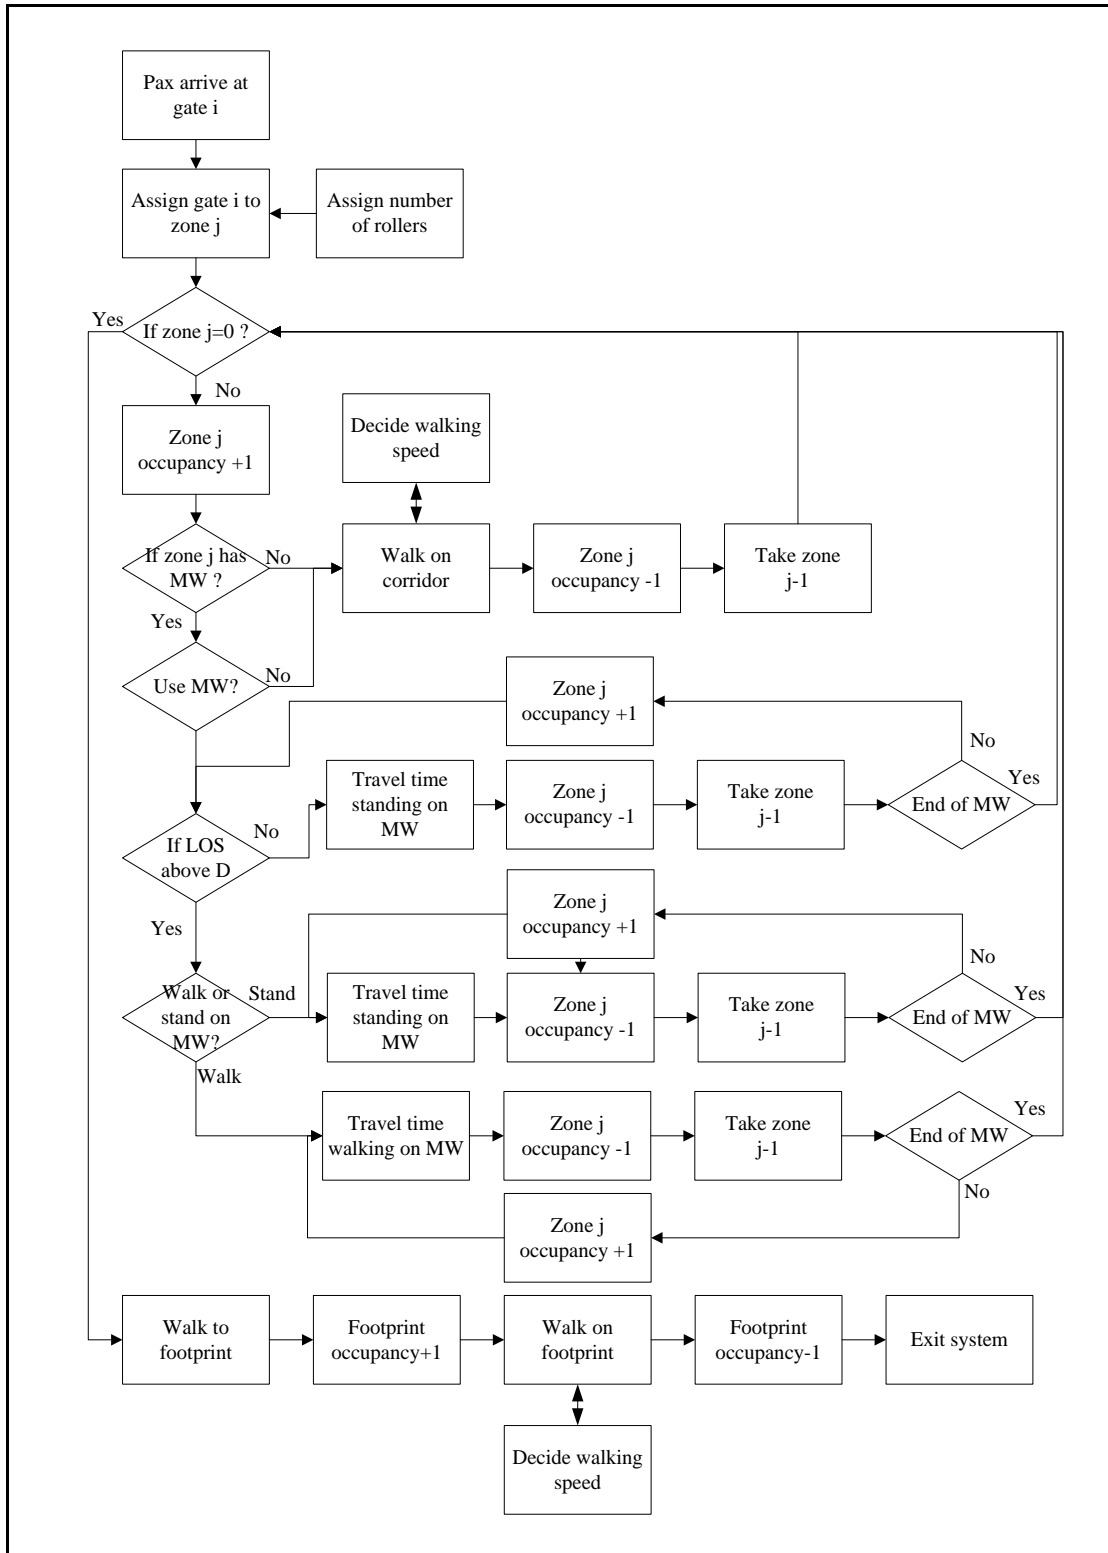 Pax arrive at
gate i
Assign gate i to
zone j
Assign number
of rollers
Yes
If zone j=0 ?
No
Zone j
occupancy +1
Decide walking
speed
If zone j has
MW ?
No
Walk on
corridor
Zone j
occupancy -1
Take zone
j-1
Yes
Use MW?
No
Zone j
occupancy +1
No
Travel time
standing on
MW
Zone j
occupancy -1
Take zone
j-1
End of MW
Yes
If LOS
above D
No
Yes
Zone j
occupancy +1
No
Walk or
stand on
MW?
Stand
Travel time
standing on
MW
Zone j
occupancy -1
Take zone
j-1
End of MW
Yes
Walk
Travel time
walking on MW
Zone j
occupancy -1
Take zone
j-1
End of MW
Yes
No
Zone j
occupancy +1
Walk to
footprint
Footprint
occupancy+1
Walk on
footprint
Footprint
occupancy-1
Exit system
Decide walking
speed